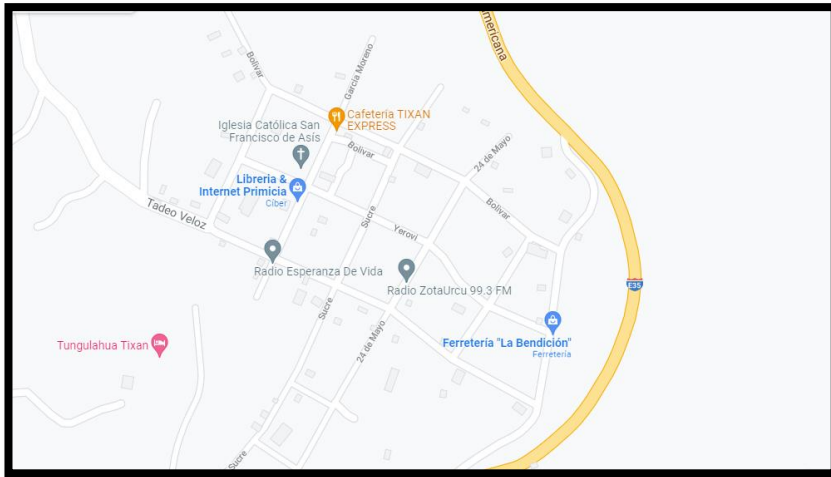 americana
Bolivar
García Moreno
Cafetería TIXAN
EXPRESS
Iglesia Católica San
Francisco de Asís
Bolivar
24 de Mayo
Libreria &
Internet Primicia
Cíber
Tadeo Veloz
Sucre
Yerovi
Bolivar
Radio Esperanza De Vida
Radio ZotaUrcu 99.3 FM
E35
Sucre
24 de Mayo
Tungulahua Tixan
Ferretería "La Bendición"
Ferretería
Sucre